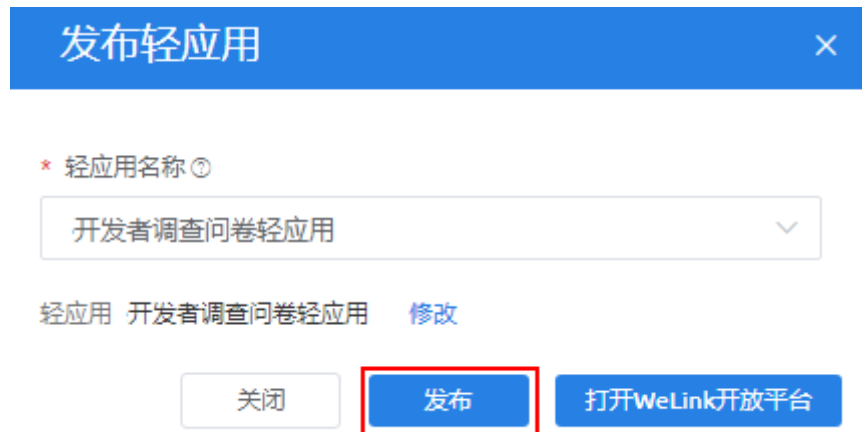 发布轻应用
* 轻应用名称
开发者调查问卷轻应用
轻应用 开发者调查问卷轻应用 修改
关闭 发布 打开WeLink开放平台